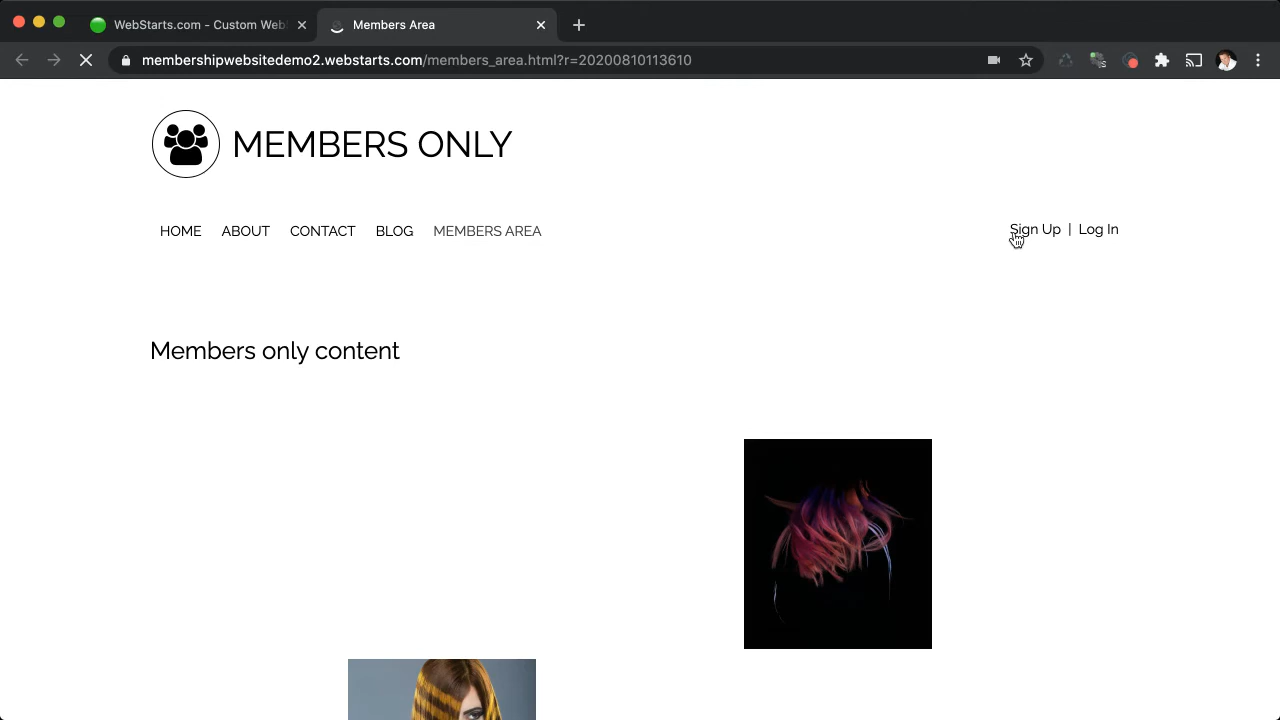 WebStarts.com - Custom Web
Members Area
membershipwebsitedemo2.webstarts.com/members_area.html?r=20200810113610
MEMBERS ONLY
HOME ABOUT CONTACT BLOG MEMBERS AREA Sign Up | Log In
Members only content